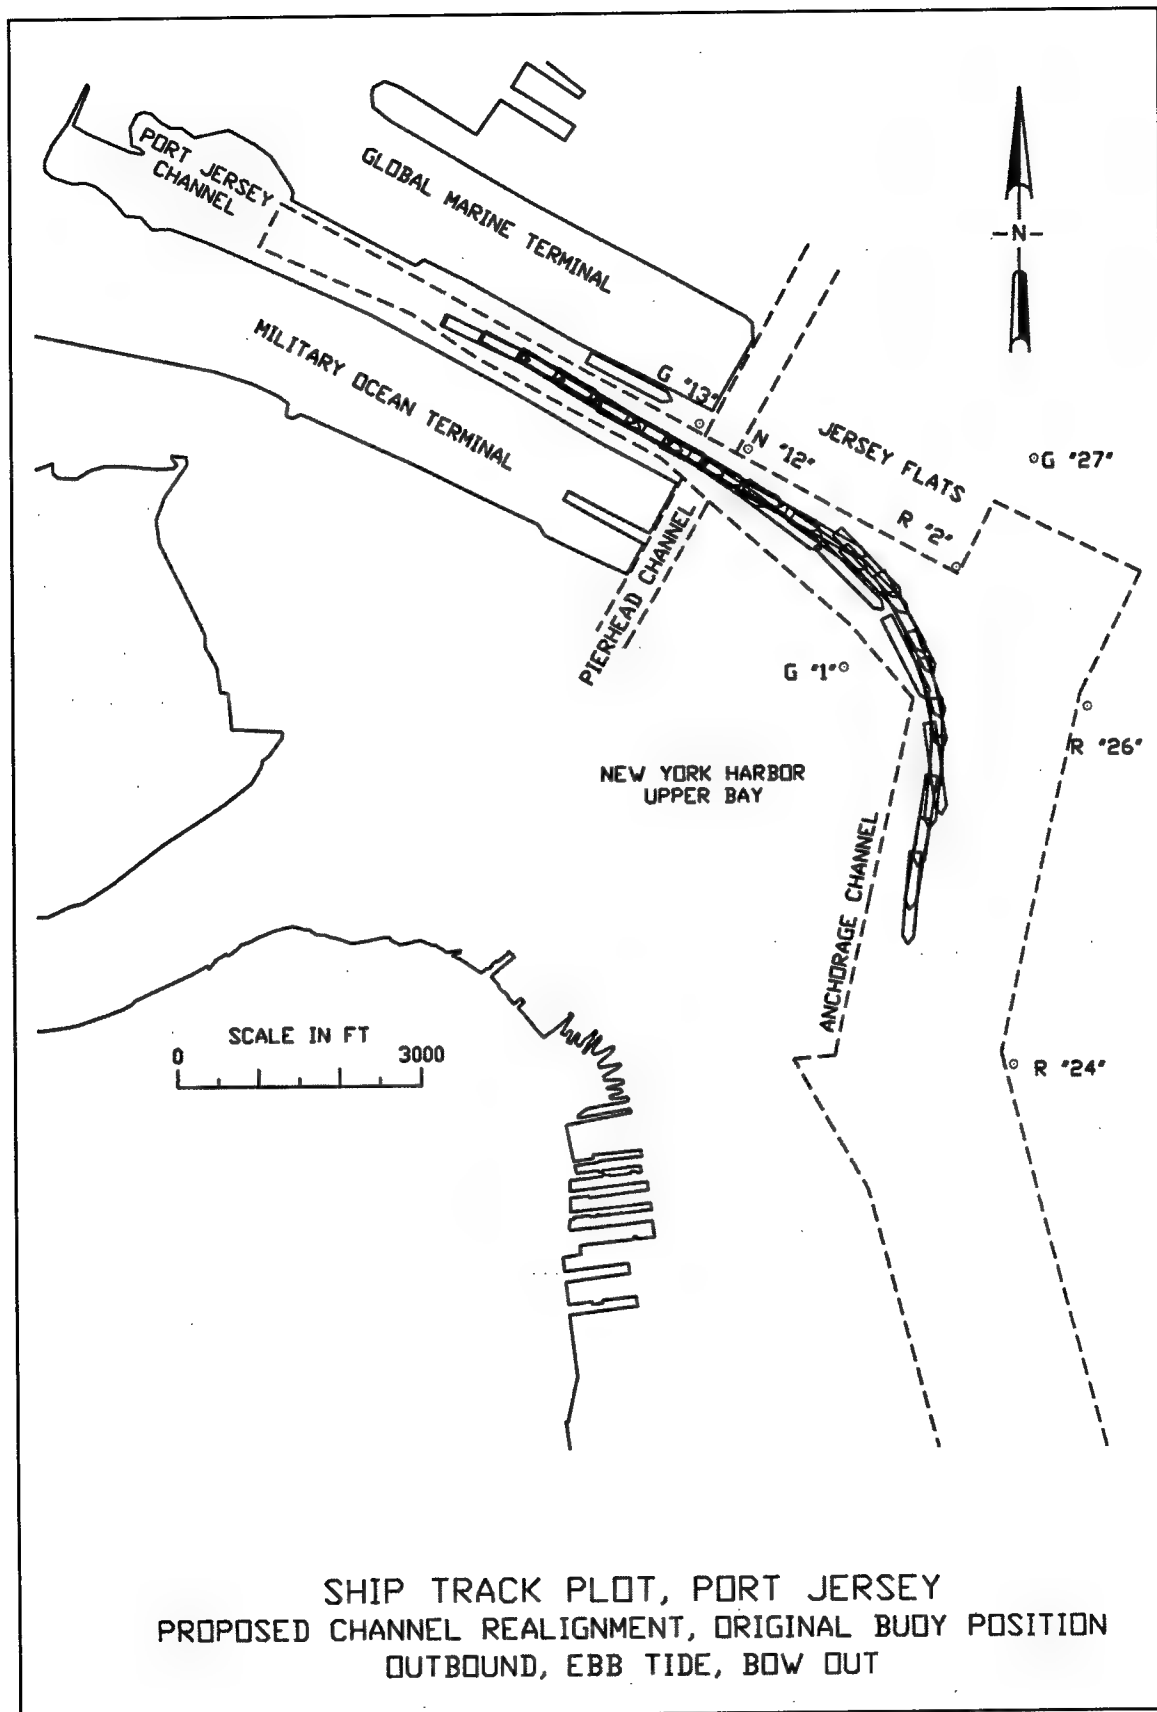 PORT JERSEY
CHANNEL
GLOBAL MARINE TERMINAL
-N-
MILITARY OCEAN TERMINAL
G "13"
N "12"
JERSEY FLATS
G "27"
R "2"
PIERHEAD CHANNEL
G "1"
R "26"
NEW YORK HARBOR
UPPER BAY
ANCHORAGE CHANNEL
SCALE IN FT
0 3000
R "24"
SHIP TRACK PLOT, PORT JERSEY
PROPOSED CHANNEL REALIGNMENT, ORIGINAL BUOY POSITION
OUTBOUND, EBB TIDE, BOW OUT